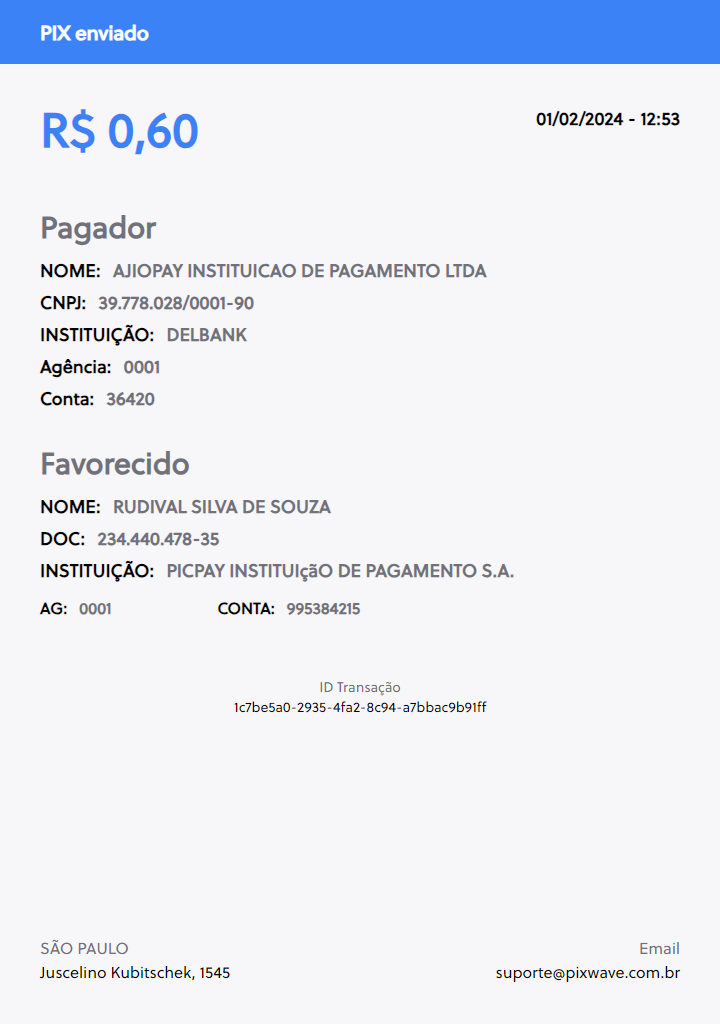 PIX enviado
R$ 0,60
01/02/2024 - 12:53
Pagador
NOME: AJIOPAY INSTITUICAO DE PAGAMENTO LTDA
CNPJ: 39.778.028/0001-90
INSTITUIÇÃO: DELBANK
Agência: 0001
Conta: 36420
Favorecido
NOME: RUDIVAL SILVA DE SOUZA
DOC: 234.440.478-35
INSTITUIÇÃO: PICPAY INSTITUIçãO DE PAGAMENTO S.A.
AG: 0001 CONTA: 995384215
ID Transação
1c7be5a0-2935-4fa2-8c94-a7bbac9b91ff
SÃO PAULO
Juscelino Kubitschek, 1545
Email
suporte@pixwave.com.br